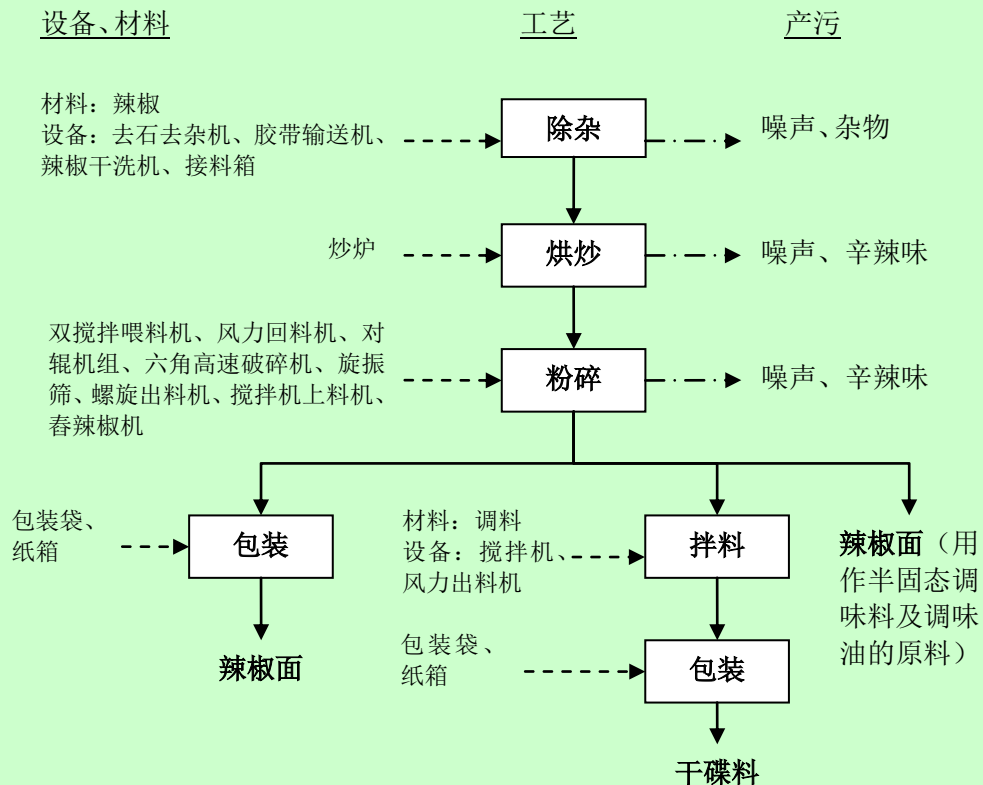 设备、材料
工艺
产污
材料：辣椒
设备：去石去杂机、胶带输送机、
辣椒干洗机、接料箱
除杂
噪声、杂物
炒炉
烘炒
噪声、辛辣味
双搅拌喂料机、风力回料机、对
辊机组、六角高速破碎机、旋振
筛、螺旋出料机、搅拌机上料机、
舂辣椒机
粉碎
噪声、辛辣味
包装袋、
纸箱
包装
辣椒面
材料：调料
设备：搅拌机、
风力出料机
拌料
包装袋、
纸箱
包装
干碟料
辣椒面（用
作半固态调
味料及调味
油的原料）